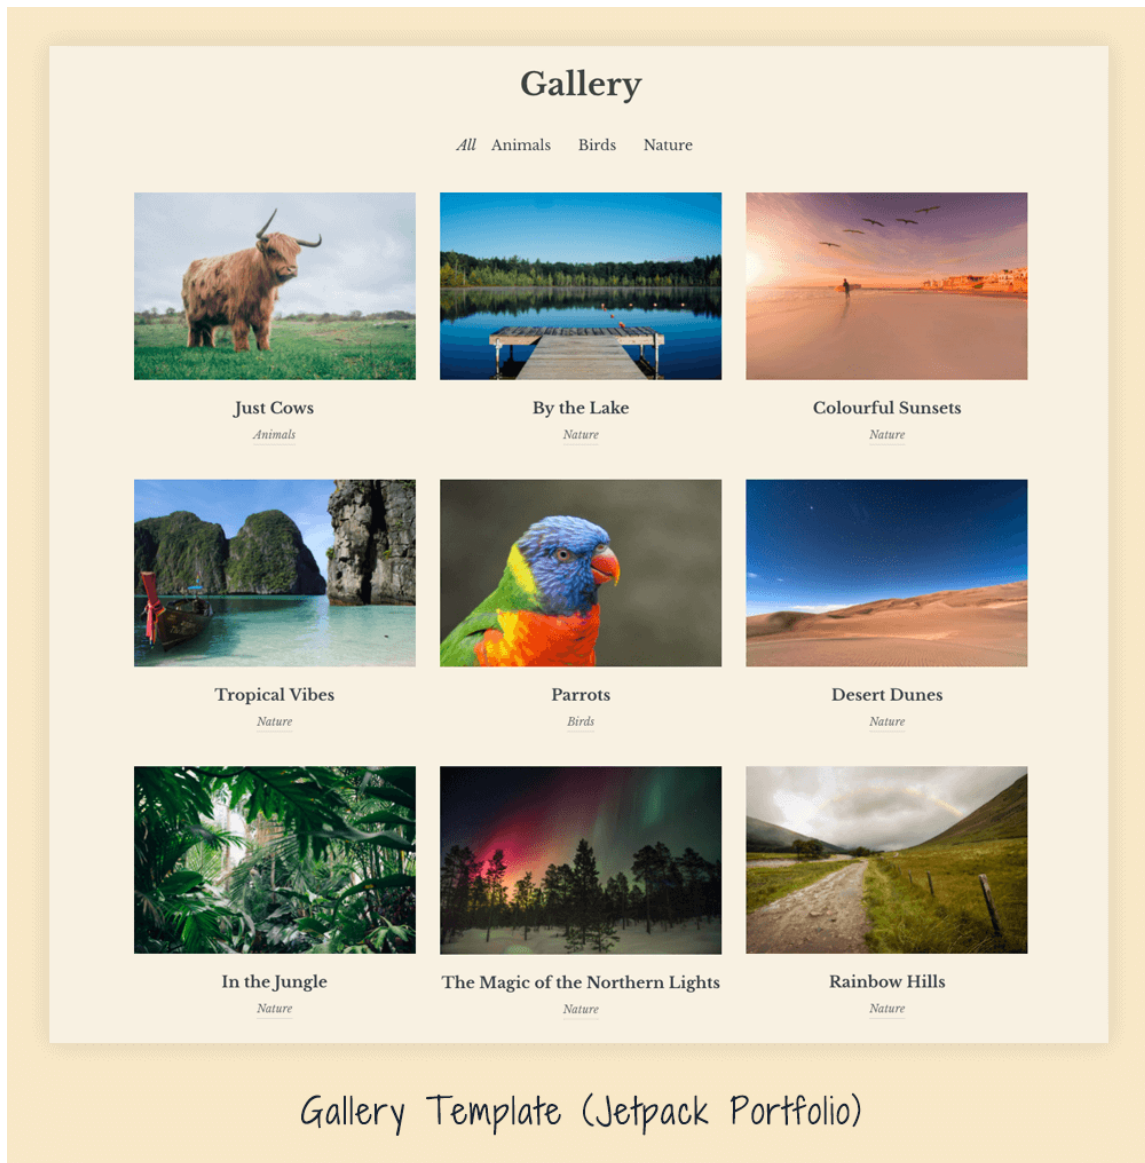 Gallery
All Animals Birds Nature
Just Cows
Animals
By the Lake
Nature
Colourful Sunsets
Nature
Tropical Vibes
Nature
Parrots
Birds
Desert Dunes
Nature
In the Jungle
Nature
The Magic of the Northern Lights
Nature
Rainbow Hills
Nature
Gallery Template (Jetpack Portfolio)